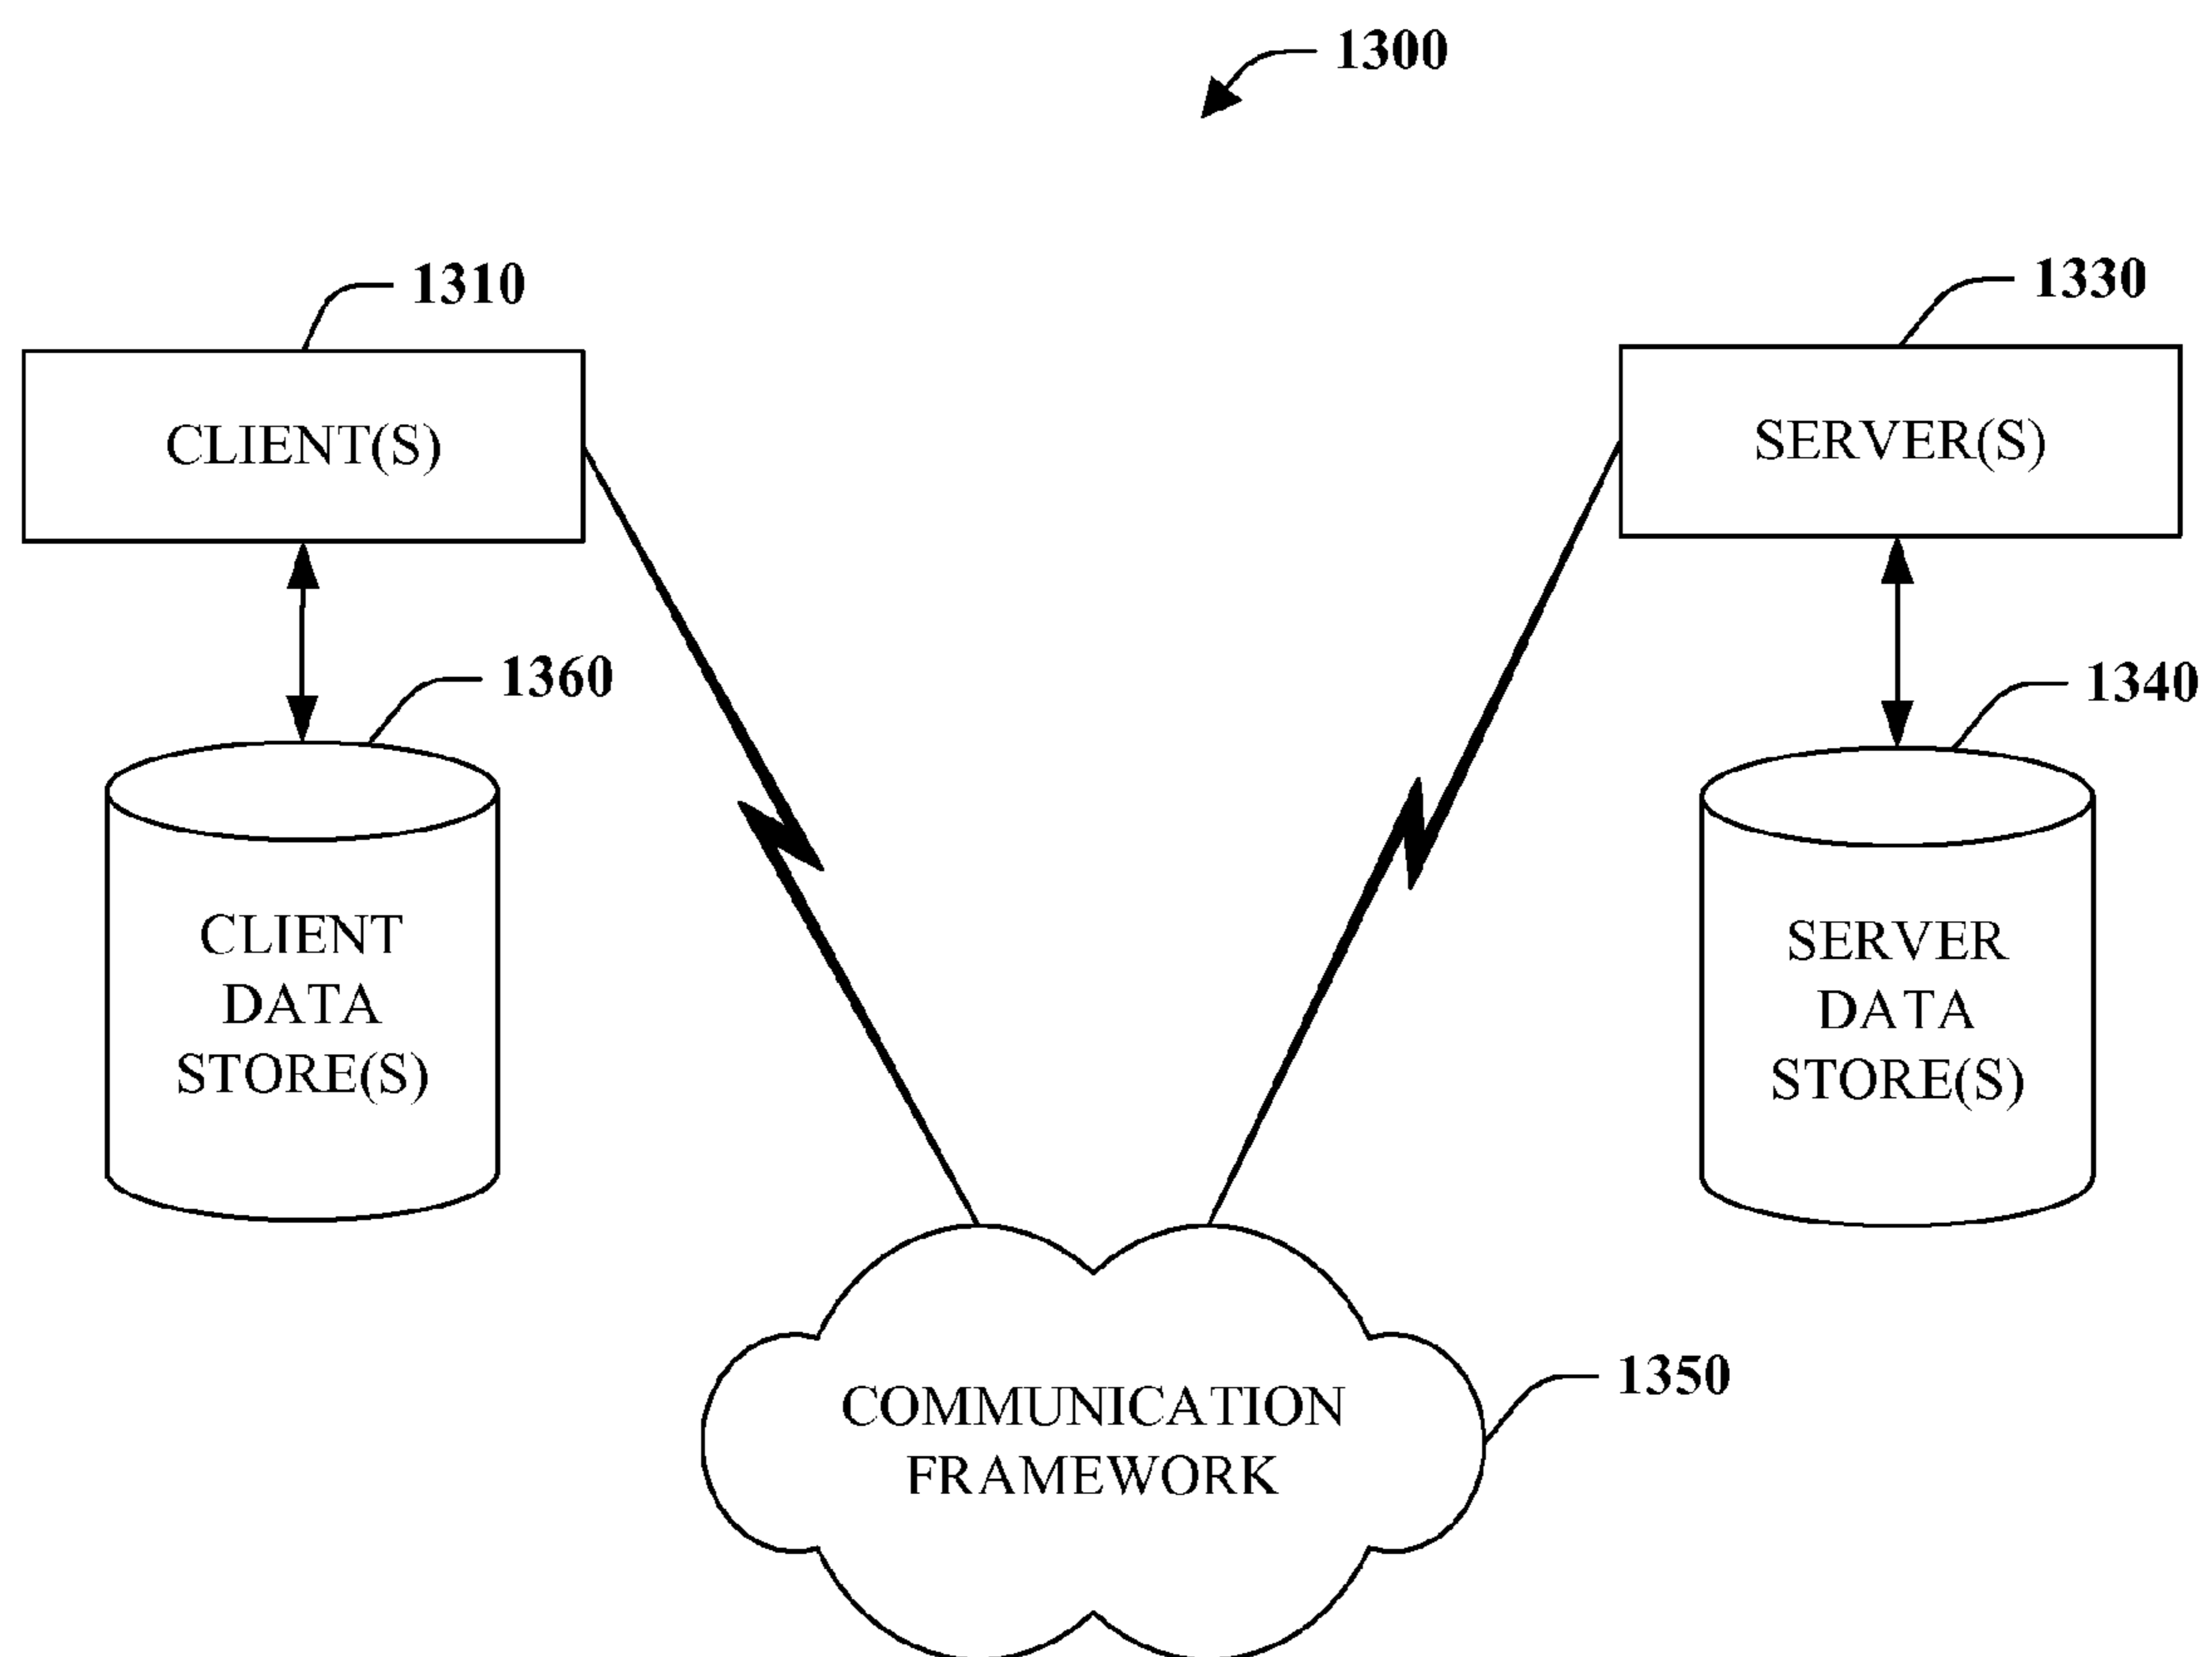 1300
1310
1330
CLIENT(S)
SERVER(S)
1360
1340
CLIENT
DATA
STORE(S)
SERVER
DATA
STORE(S)
1350
COMMUNICATION
FRAMEWORK